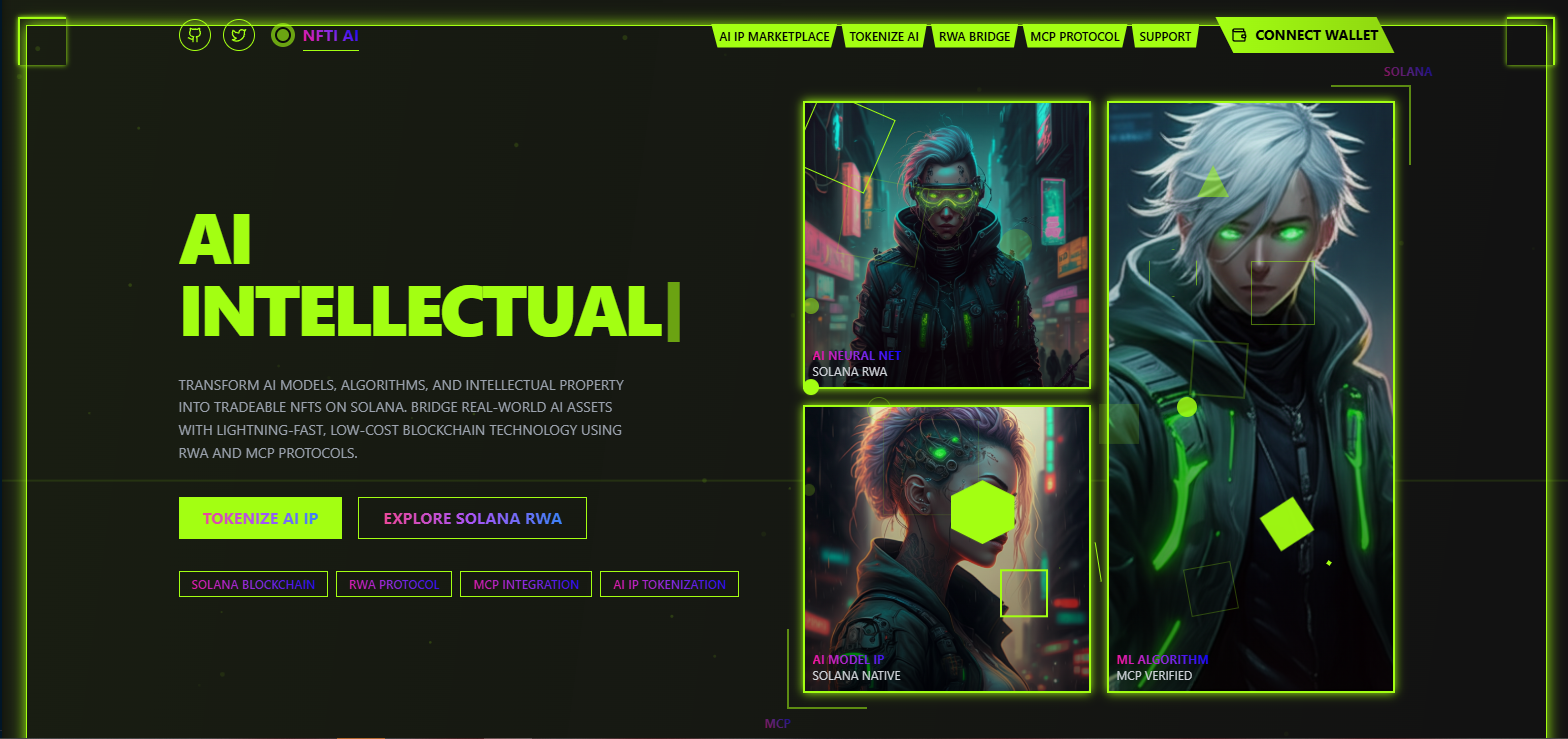 NFTI AI
AI IP MARKETPLACE
TOKENIZE AI
RWA BRIDGE
MCP PROTOCOL
SUPPORT
CONNECT WALLET
SOLANA
AI
INTELLECTUAL
TRANSFORM AI MODELS, ALGORITHMS, AND INTELLECTUAL PROPERTY
INTO TRADEABLE NFTS ON SOLANA. BRIDGE REAL-WORLD AI ASSETS
WITH LIGHTNING-FAST, LOW-COST BLOCKCHAIN TECHNOLOGY USING
RWA AND MCP PROTOCOLS.
TOKENIZE AI IP
EXPLORE SOLANA RWA
SOLANA BLOCKCHAIN
RWA PROTOCOL
MCP INTEGRATION
AI IP TOKENIZATION
AI NEURAL NET
SOLANA RWA
AI MODEL IP
SOLANA NATIVE
ML ALGORITHM
MCP VERIFIED
MCP